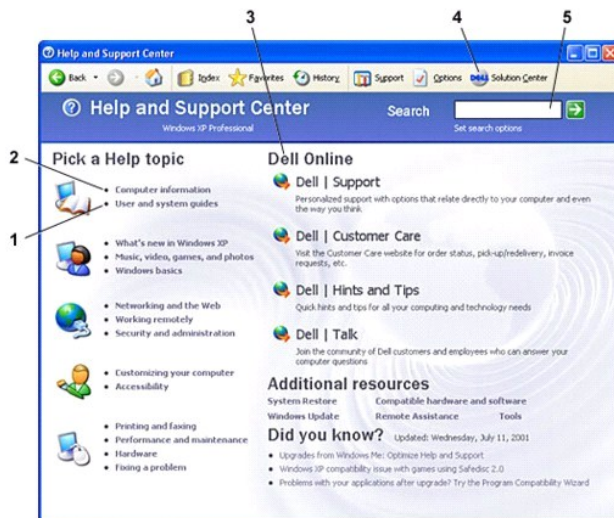 3
4
5
Help and Support Center
Back
Index
Favorites
History
Support
Options
DELL Solution Center
Help and Support Center
Windows XP Professional
Search
Set search options
2
1
Pick a Help topic
Computer information
User and system guides
What's new in Windows XP
Music, video, games, and photos
Windows basics
Networking and the Web
Working remotely
Security and administration
Customizing your computer
Accessibility
Printing and faxing
Performance and maintenance
Hardware
Fixing a problem
Dell Online
Dell | Support
Personalized support with options that relate directly to your computer and even
the way you think.
Dell | Customer Care
Visit the Customer Care website for order status, pick-up/redelivery, invoice
requests, etc.
Dell | Hints and Tips
Quick hints and tips for all your computing and technology needs
Dell | Talk
Join the community of Dell customers and employees who can answer your
computer questions
Additional resources
System Restore
Compatible hardware and software
Windows Update
Remote Assistance
Tools
Did you know? Updated: Wednesday, July 11, 2001
Upgrades from Windows Me: Optimize Help and Support
Windows XP compatibility issue with games using Safedisc 2.0
Problems with your applications after upgrade? Try the Program Compatibility Wizard